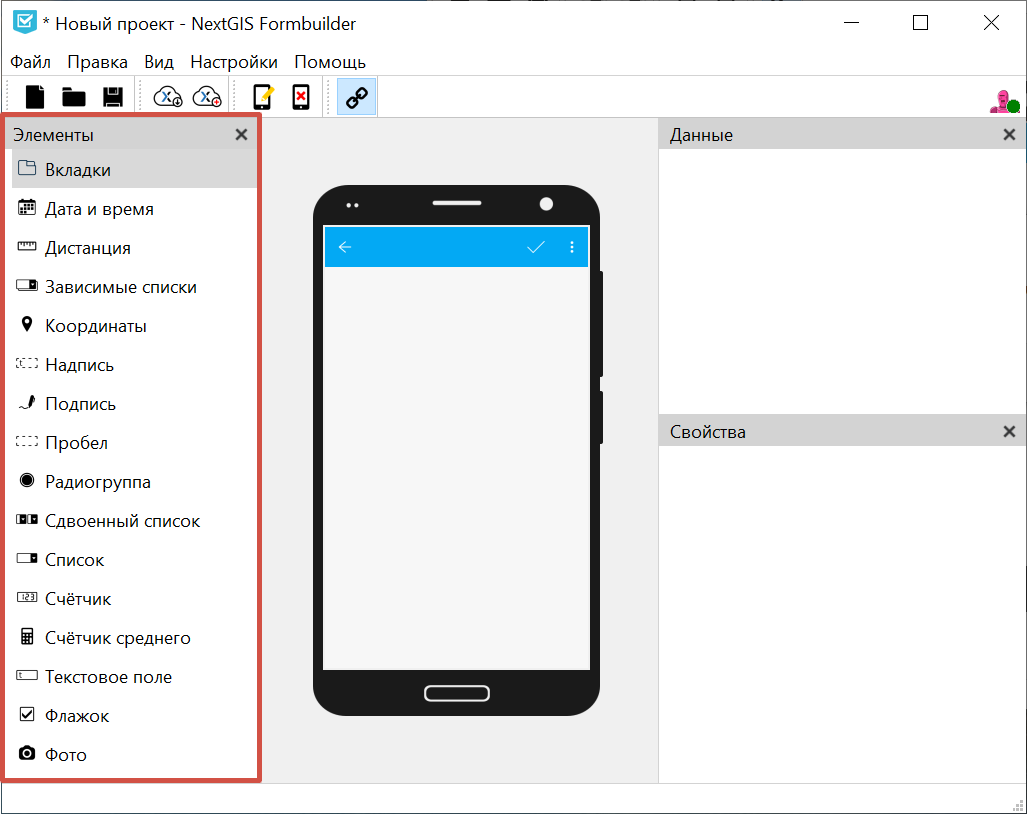 * Новый проект - NextGIS Formbuilder
Файл Правка Вид Настройки Помощь
Элементы
Вкладки
Дата и время
Дистанция
Зависимые списки
Координаты
Надпись
Подпись
Пробел
Радиогруппа
Сдвоенный список
Список
Счётчик
Счётчик среднего
Текстовое поле
Флажок
Фото
Данные
Свойства